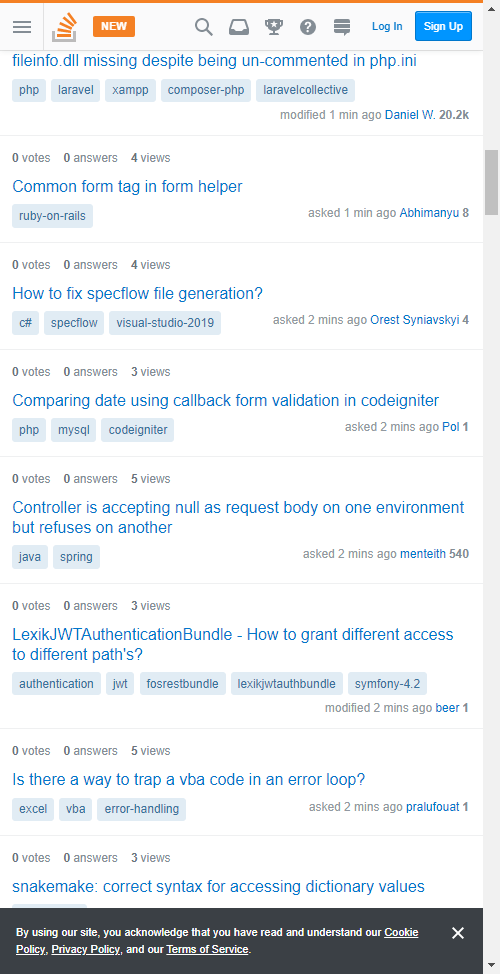 NEW
Log In
Sign Up
fileinfo.dll missing despite being un-commented in php.ini
php laravel xampp composer-php laravelcollective
modified 1 min ago Daniel W. 20.2k
0 votes 0 answers 4 views
Common form tag in form helper
ruby-on-rails
asked 1 min ago Abhimanyu 8
0 votes 0 answers 4 views
How to fix specflow file generation?
c# specflow visual-studio-2019
asked 2 mins ago Orest Syniavskyi 4
0 votes 0 answers 3 views
Comparing date using callback form validation in codeigniter
php mysql codeigniter
asked 2 mins ago Pol 1
0 votes 0 answers 5 views
Controller is accepting null as request body on one environment
but refuses on another
java spring
asked 2 mins ago menteith 540
0 votes 0 answers 3 views
LexikJWTAuthenticationBundle - How to grant different access
to different path's?
authentication jwt fosrestbundle lexikjwtauthbundle symfony-4.2
modified 2 mins ago beer 1
0 votes 0 answers 5 views
Is there a way to trap a vba code in an error loop?
excel vba error-handling
asked 2 mins ago pralufouat 1
0 votes 0 answers 3 views
snakemake: correct syntax for accessing dictionary values
By using our site, you acknowledge that you have read and understand our Cookie
Policy, Privacy Policy, and our Terms of Service.